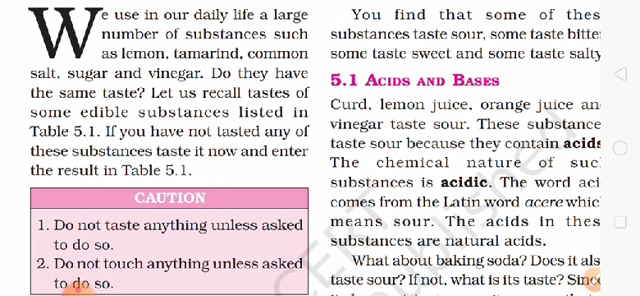 We use in our daily life a large
number of substances such
as lemon, tamarind, common
salt, sugar and vinegar. Do they have
the same taste? Let us recall tastes of
some edible substances listed in
Table 5.1. If you have not tasted any of
these substances taste it now and enter
the result in Table 5.1.
CAUTION
1. Do not taste anything unless asked
to do so.
2. Do not touch anything unless asked
to do so.
You find that some of thes
substances taste sour, some taste bitte
some taste sweet and some taste salty
5.1 ACIDS AND BASES
Curd, lemon juice, orange juice an
vinegar taste sour. These substance
taste sour because they contain acids
The chemical nature of suc
substances is acidic. The word aci
comes from the Latin word acere whic
means sour. The acids in thes
substances are natural acids.
What about baking soda? Does it als
taste sour? If not, what is its taste? Since